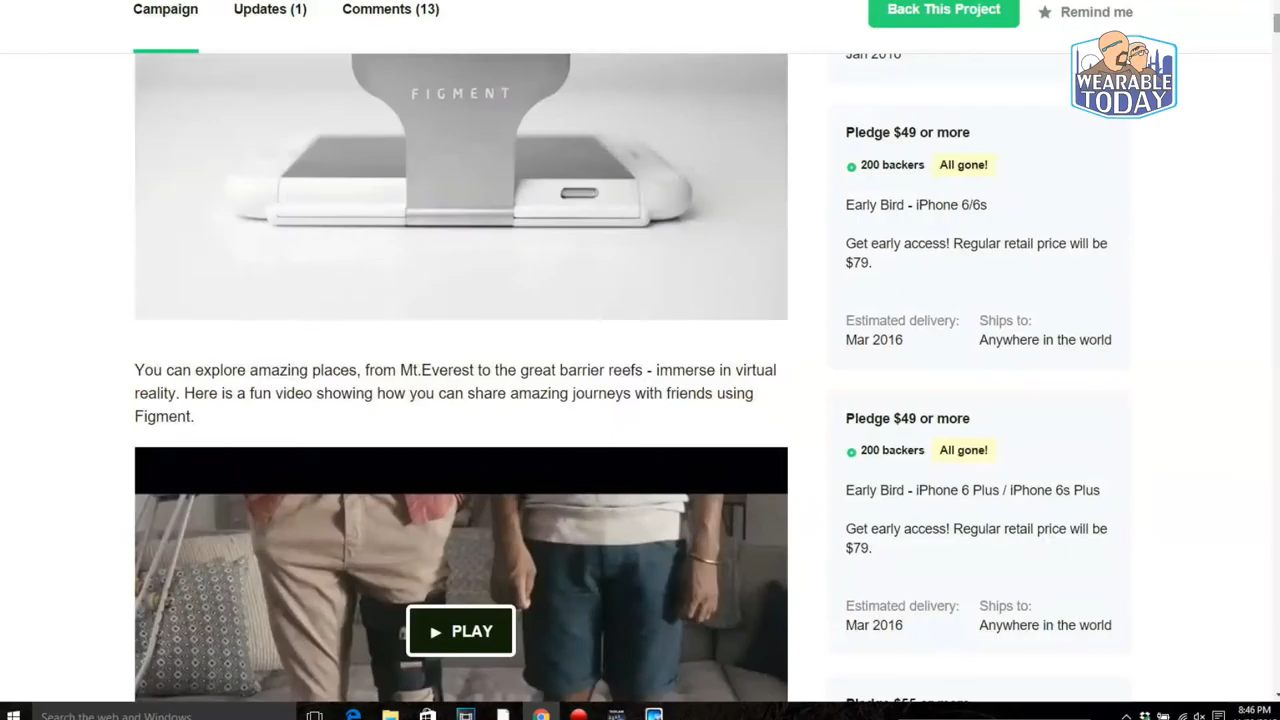 Campaign
Updates (1)
Comments (13)
Back This Project
Remind me
WEARABLE
TODAY
FIGMENT
You can explore amazing places, from Mt.Everest to the great barrier reefs - immerse in virtual
reality. Here is a fun video showing how you can share amazing journeys with friends using
Figment.
PLAY
Jan 2016
Pledge $49 or more
200 backers All gone!
Early Bird - iPhone 6/6s
Get early access! Regular retail price will be
$79.
Estimated delivery: Ships to:
Mar 2016 Anywhere in the world
Pledge $49 or more
200 backers All gone!
Early Bird - iPhone 6 Plus / iPhone 6s Plus
Get early access! Regular retail price will be
$79.
Estimated delivery: Ships to:
Mar 2016 Anywhere in the world
Pledge $55 or more
Search the web and Windows
8:46 PM